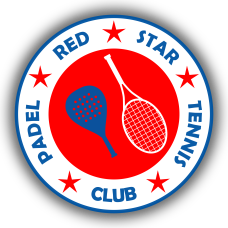 RED STAR
PADEL TENNIS
CLUB